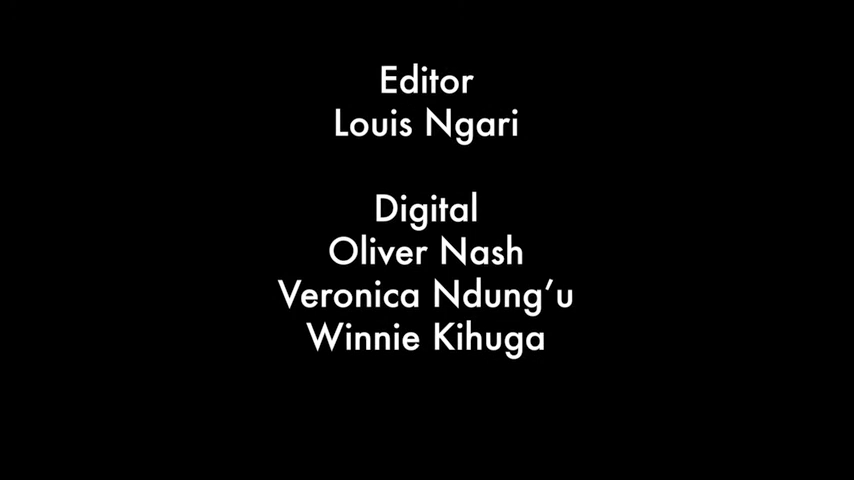 Editor
Louis Ngari
Digital
Oliver Nash
Veronica Ndung’u
Winnie Kihuga